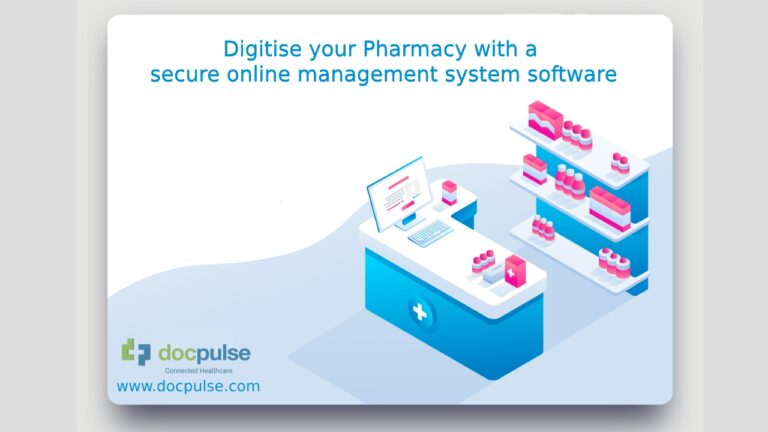 Digitise your Pharmacy with a
secure online management system software
docpulse
Connected Healthcare
www.docpulse.com